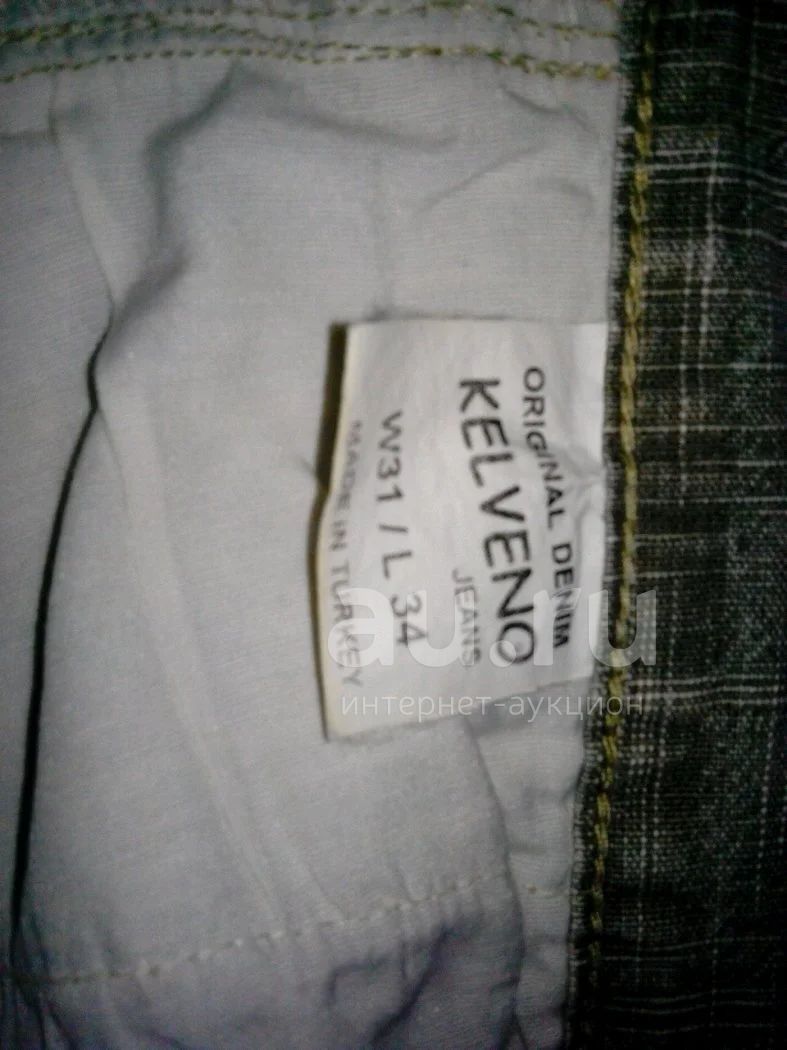 ORIGINAL DENIM
KELVENO
JEANS
W31 / L 34
MADE IN TURKEY
au.ru
интернет-аукцион